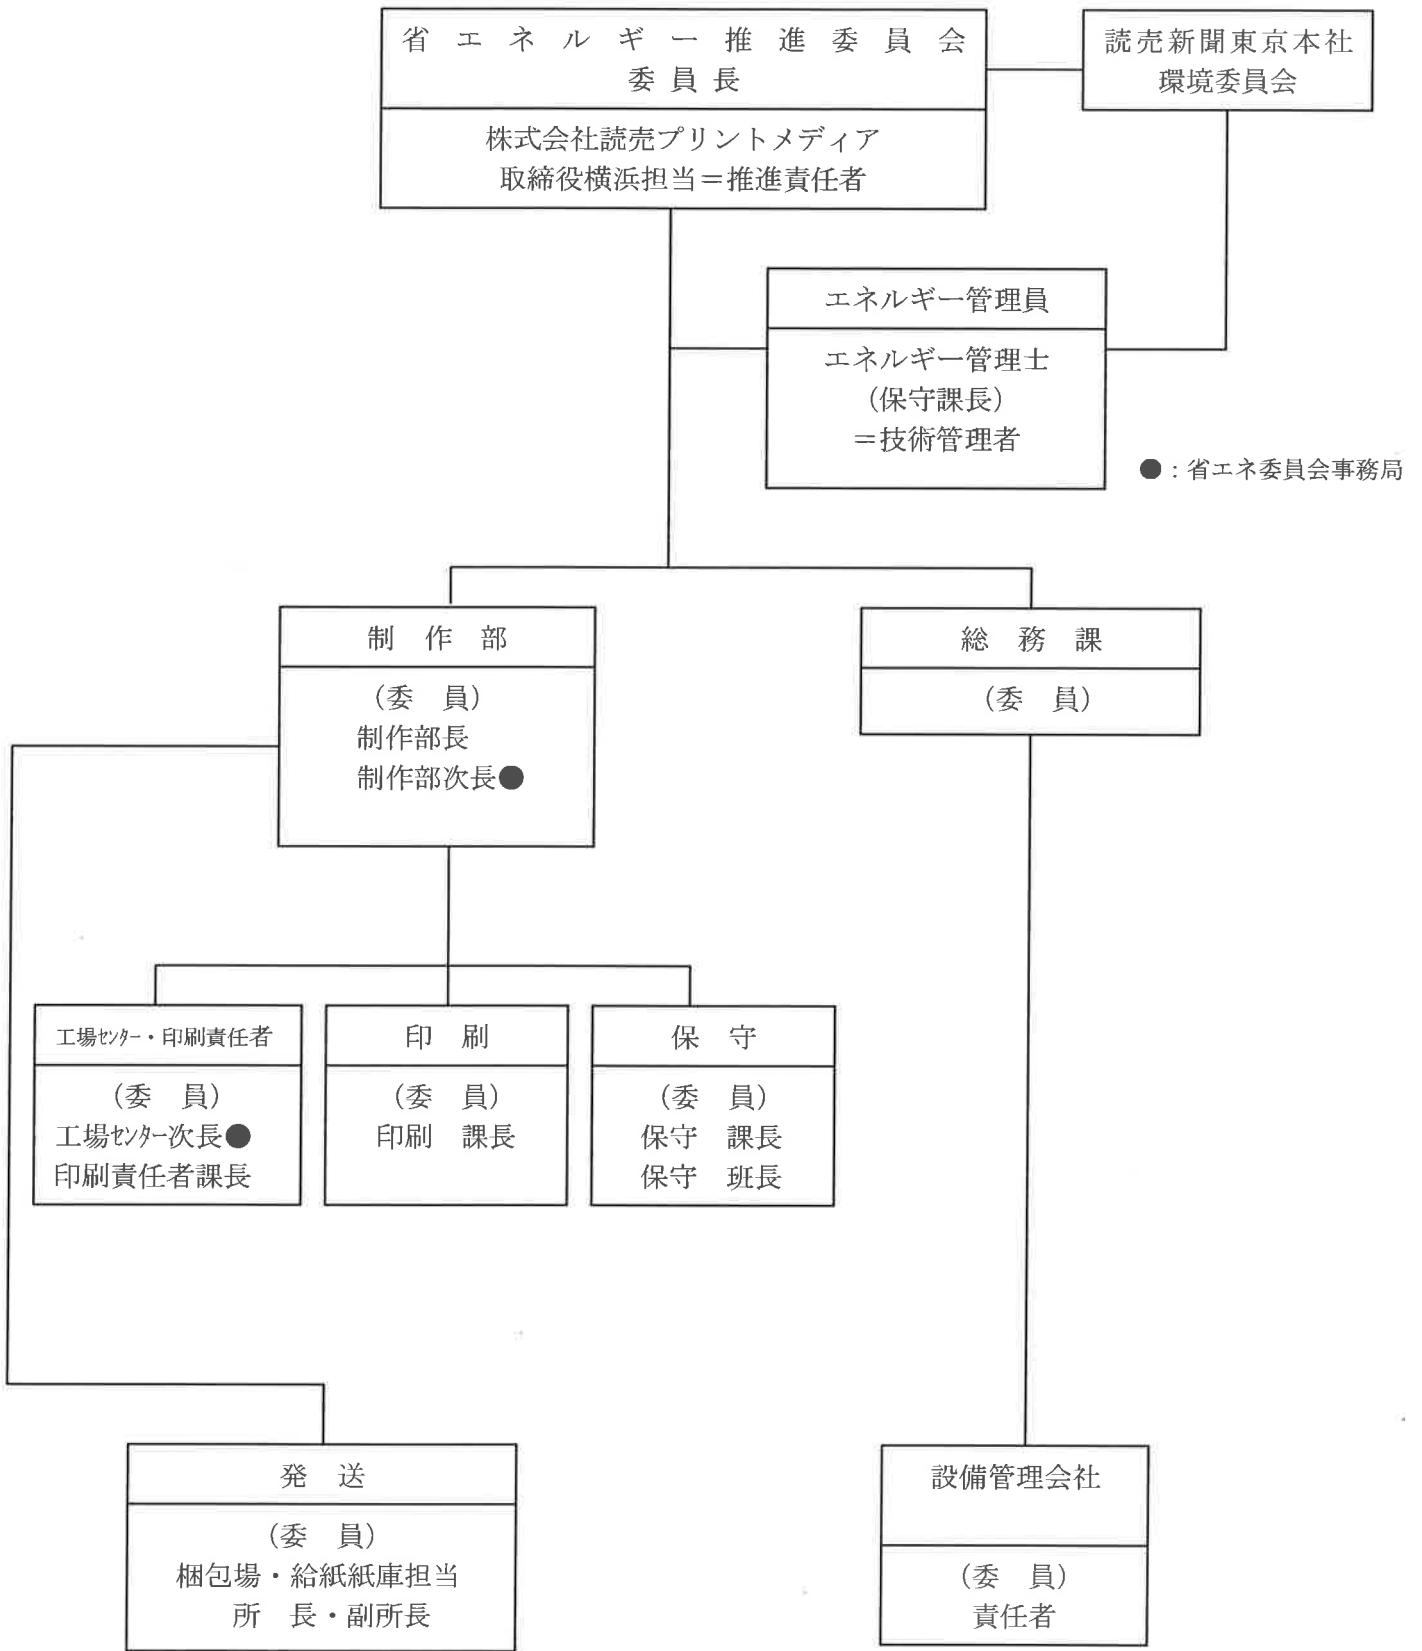 省エネルギー推進委員会
委員長
株式会社読売プリントメディア
取締役横浜担当＝推進責任者
読売新聞東京本社
環境委員会
エネルギー管理員
エネルギー管理士
（保守課長）
＝技術管理者
●：省エネ委員会事務局
制　作　部
（委　員）
制作部長
制作部次長●
総　務　課
（委　員）
工場ｾﾝﾀｰ・印刷責任者
（委　員）
工場ｾﾝﾀｰ次長●
印刷責任者課長
印　刷
（委　員）
印刷　課長
保　守
（委　員）
保守　課長
保守　班長
発　送
（委　員）
梱包場・給紙紙庫担当
所　長・副所長
設備管理会社
（委　員）
責任者